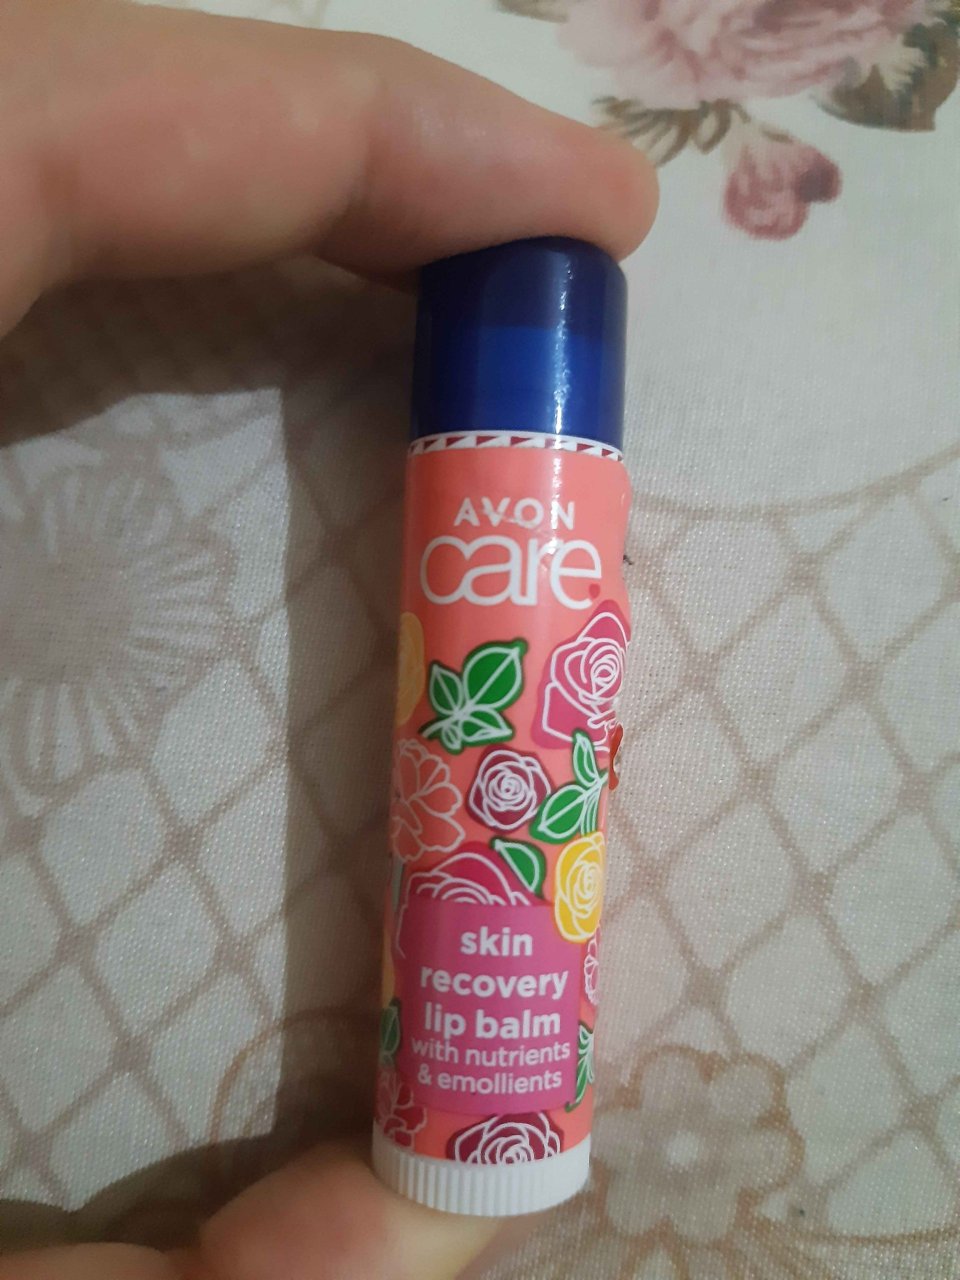 AVON
care
skin
recovery
lip balm
with nutrients
& emollients